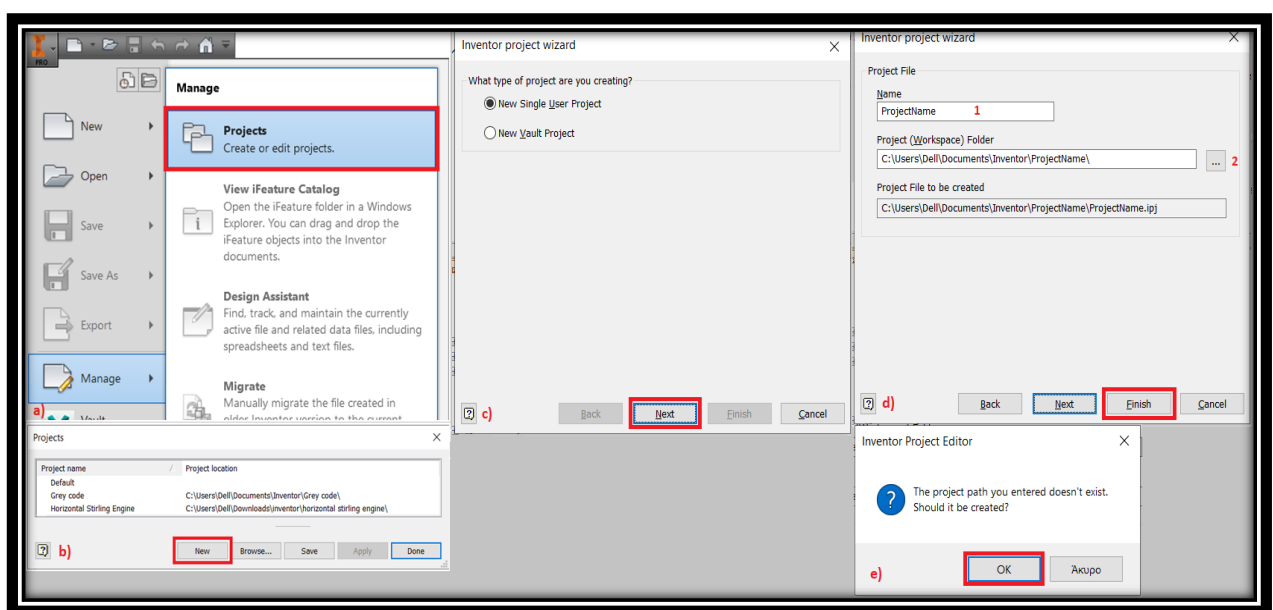 PRO
New
Open
Save
Save As
Export
Manage
a)
Vault
Manage
Projects
Create or edit projects.
View iFeature Catalog
Open the iFeature folder in a Windows
Explorer. You can drag and drop the
iFeature objects into the Inventor
documents.
Design Assistant
Find, track, and maintain the currently
active file and related data files, including
spreadsheets and text files.
Migrate
Manually migrate the file created in
older Inventor version to the current
Projects
Project name / Project location
Default
Grey code C:\Users\Dell\Documents\Inventor\Grey code\
Horizontal Stirling Engine C:\Users\Dell\Downloads\inventor\horizontal stirling engine\
b)
New Browse... Save Apply Done
Inventor project wizard
What type of project are you creating?
New Single User Project
New Vault Project
c)
Back Next Finish Cancel
Inventor project wizard
Project File
Name
ProjectName 1
Project (Workspace) Folder
C:\Users\Dell\Documents\Inventor\ProjectName\ ... 2
Project File to be created
C:\Users\Dell\Documents\Inventor\ProjectName\ProjectName.ipj
d)
Back Next Finish Cancel
Inventor Project Editor
The project path you entered doesn't exist.
Should it be created?
e)
OK Άκυρο